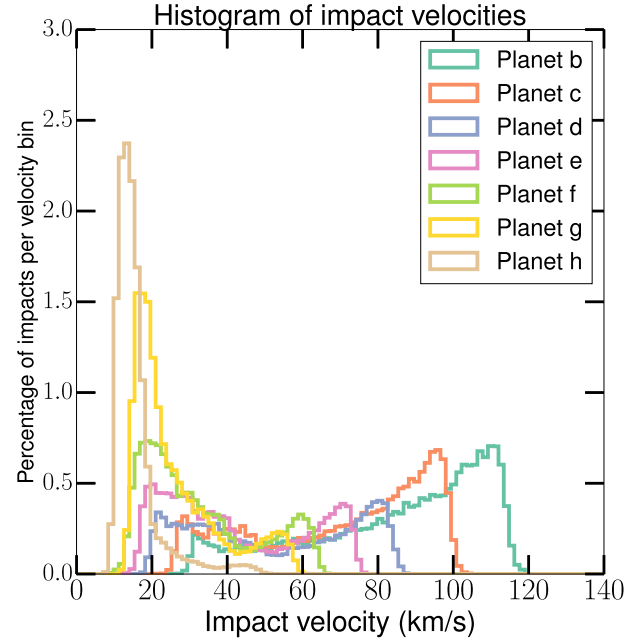 Histogram of impact velocities
Percentage of impacts per velocity bin
3.0
2.5
2.0
1.5
1.0
0.5
0.0
Planet b
Planet c
Planet d
Planet e
Planet f
Planet g
Planet h
0 20 40 60 80 100 120 140
Impact velocity (km/s)